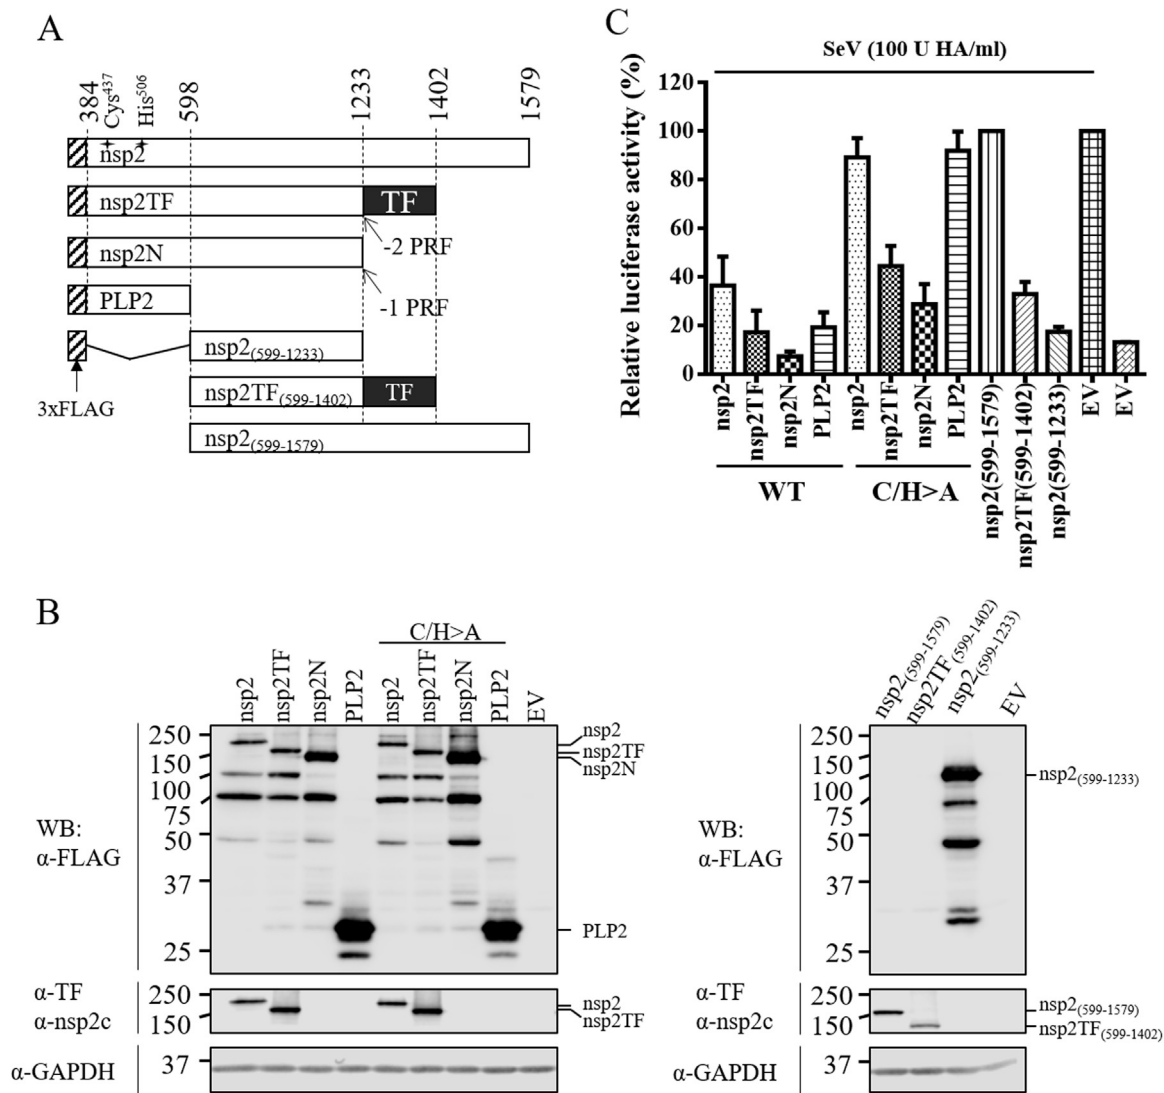 A
384
Cys437
His506
598
1233
1402
1579
nsp2
nsp2TF
TF
-2 PRF
nsp2N
-1 PRF
PLP2
nsp2(599-1233)
3xFLAG
nsp2TF(599-1402)
TF
nsp2(599-1579)
C
SeV (100 U HA/ml)
Relative luciferase activity (%)
120
100
80
60
40
20
0
nsp2
nsp2TF
nsp2N
PLP2
nsp2
nsp2TF
nsp2N
PLP2
nsp2(599-1579)
nsp2TF(599-1402)
nsp2(599-1233)
EV
EV
WT
C/H>A
B
C/H>A
nsp2
nsp2TF
nsp2N
PLP2
nsp2
nsp2TF
nsp2N
PLP2
EV
WB:
α-FLAG
250
150
100
75
50
37
25
nsp2
nsp2TF
nsp2N
PLP2
α-TF
α-nsp2c
250
150
nsp2
nsp2TF
α-GAPDH
37
nsp2(599-1579)
nsp2TF(599-1402)
nsp2(599-1233)
EV
WB:
α-FLAG
250
150
100
75
50
37
25
nsp2(599-1233)
α-TF
α-nsp2c
250
150
nsp2(599-1579)
nsp2TF(599-1402)
α-GAPDH
37